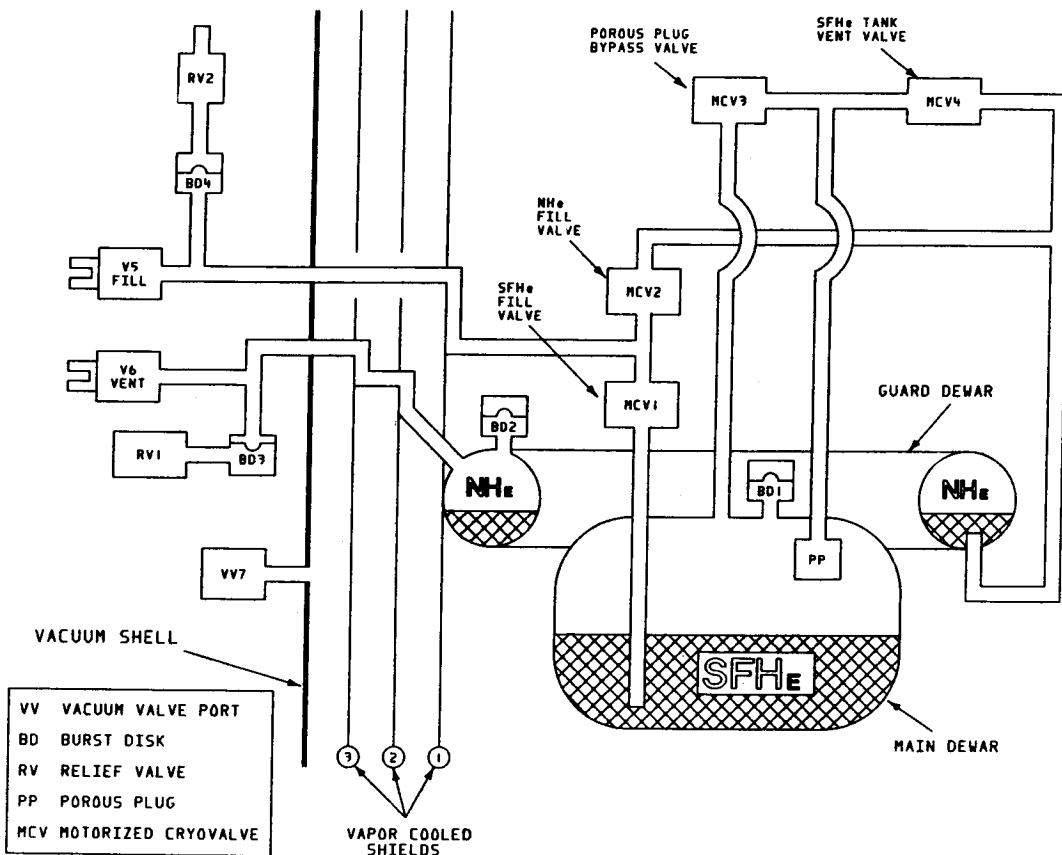 SFHe TANK
VENT VALVE
POROUS PLUG
BYPASS VALVE
RV2
MCV3
MCV4
BD4
NHe
FILL
VALVE
V5
FILL
MCV2
SFHe
FILL
VALVE
V6
VENT
MCV1
GUARD DEWAR
BD2
RV1
BD3
NHE
BD1
NHE
PP
VV7
VACUUM SHELL
SFHE
MAIN DEWAR
VV VACUUM VALVE PORT
BD BURST DISK
RV RELIEF VALVE
PP POROUS PLUG
MCV MOTORIZED CRYOVALVE
3 2 1
VAPOR COOLED
SHIELDS